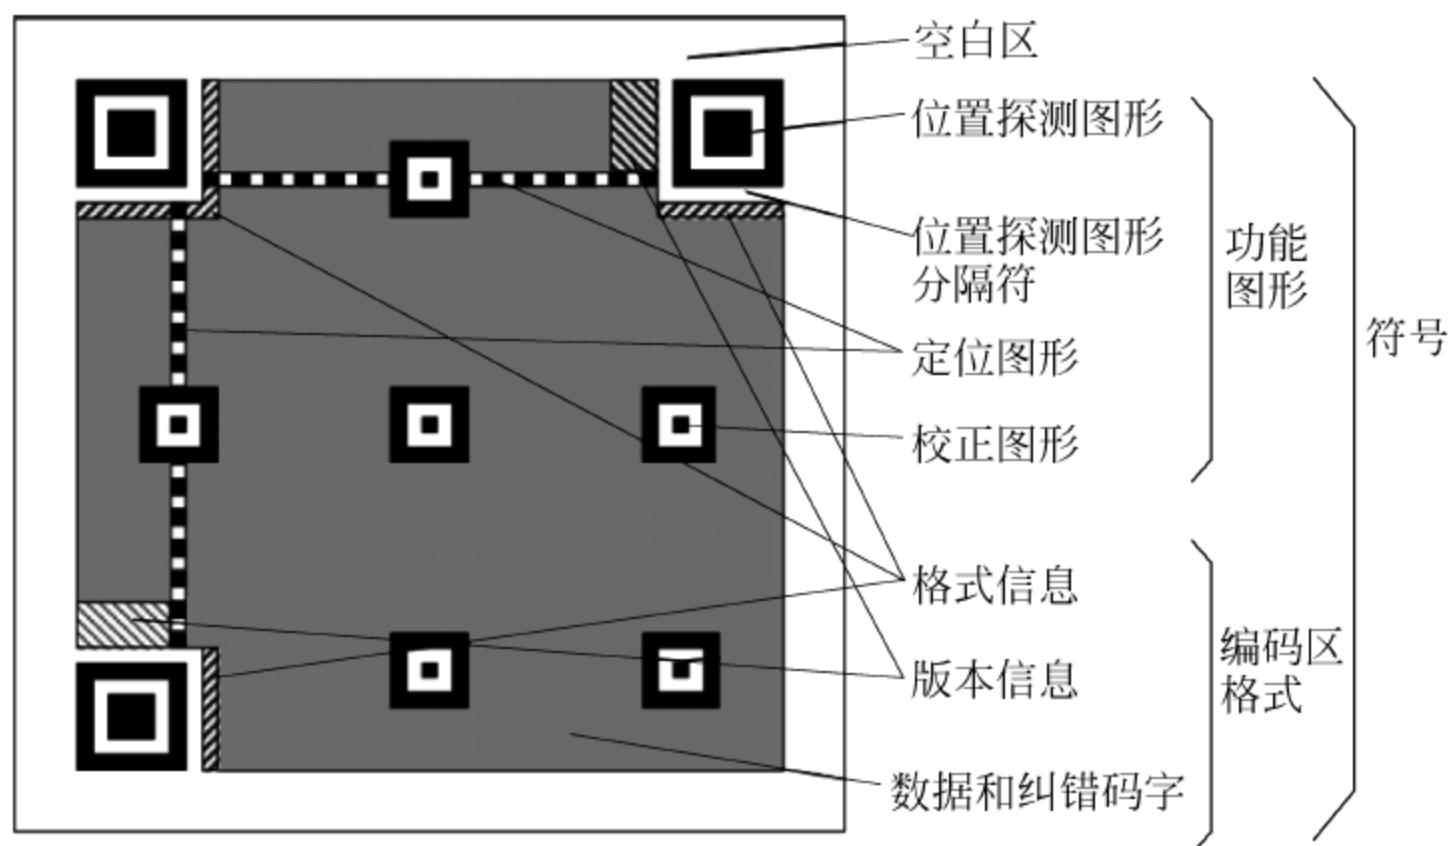 空白区
位置探测图形
位置探测图形
分隔符
定位图形
校正图形
功能
图形
符号
格式信息
版本信息
编码区
格式
数据和纠错码字